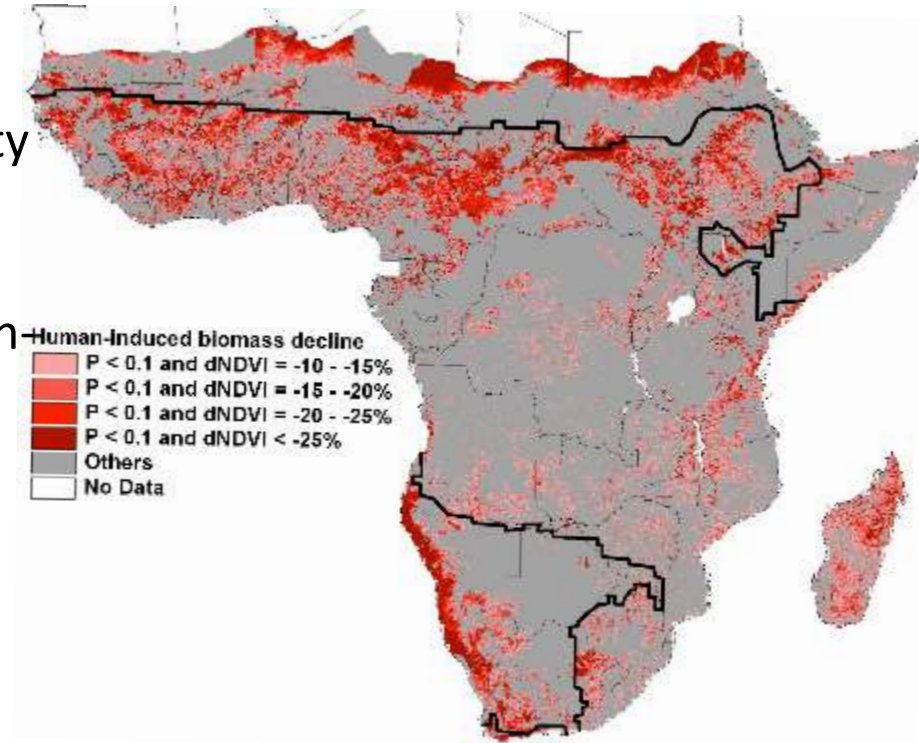 ty
n-
Human-induced biomass decline
P < 0.1 and dNDVI = -10 - -15%
P < 0.1 and dNDVI = -15 - -20%
P < 0.1 and dNDVI = -20 - -25%
P < 0.1 and dNDVI < -25%
Others
No Data